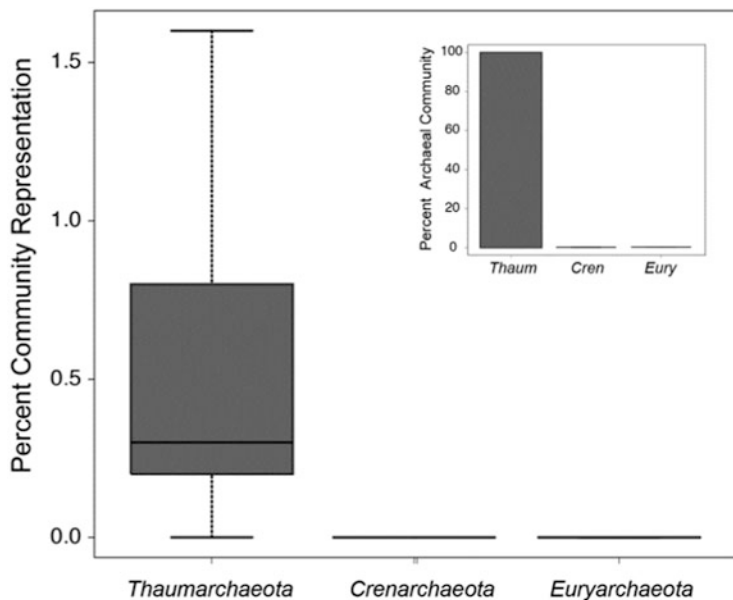 Percent Community Representation
1.5
1.0
0.5
0.0
Thaumarchaeota
Crenarchaeota
Euryarchaeota
Percent Archaeal Community
100
80
60
40
20
0
Thaum
Cren
Eury